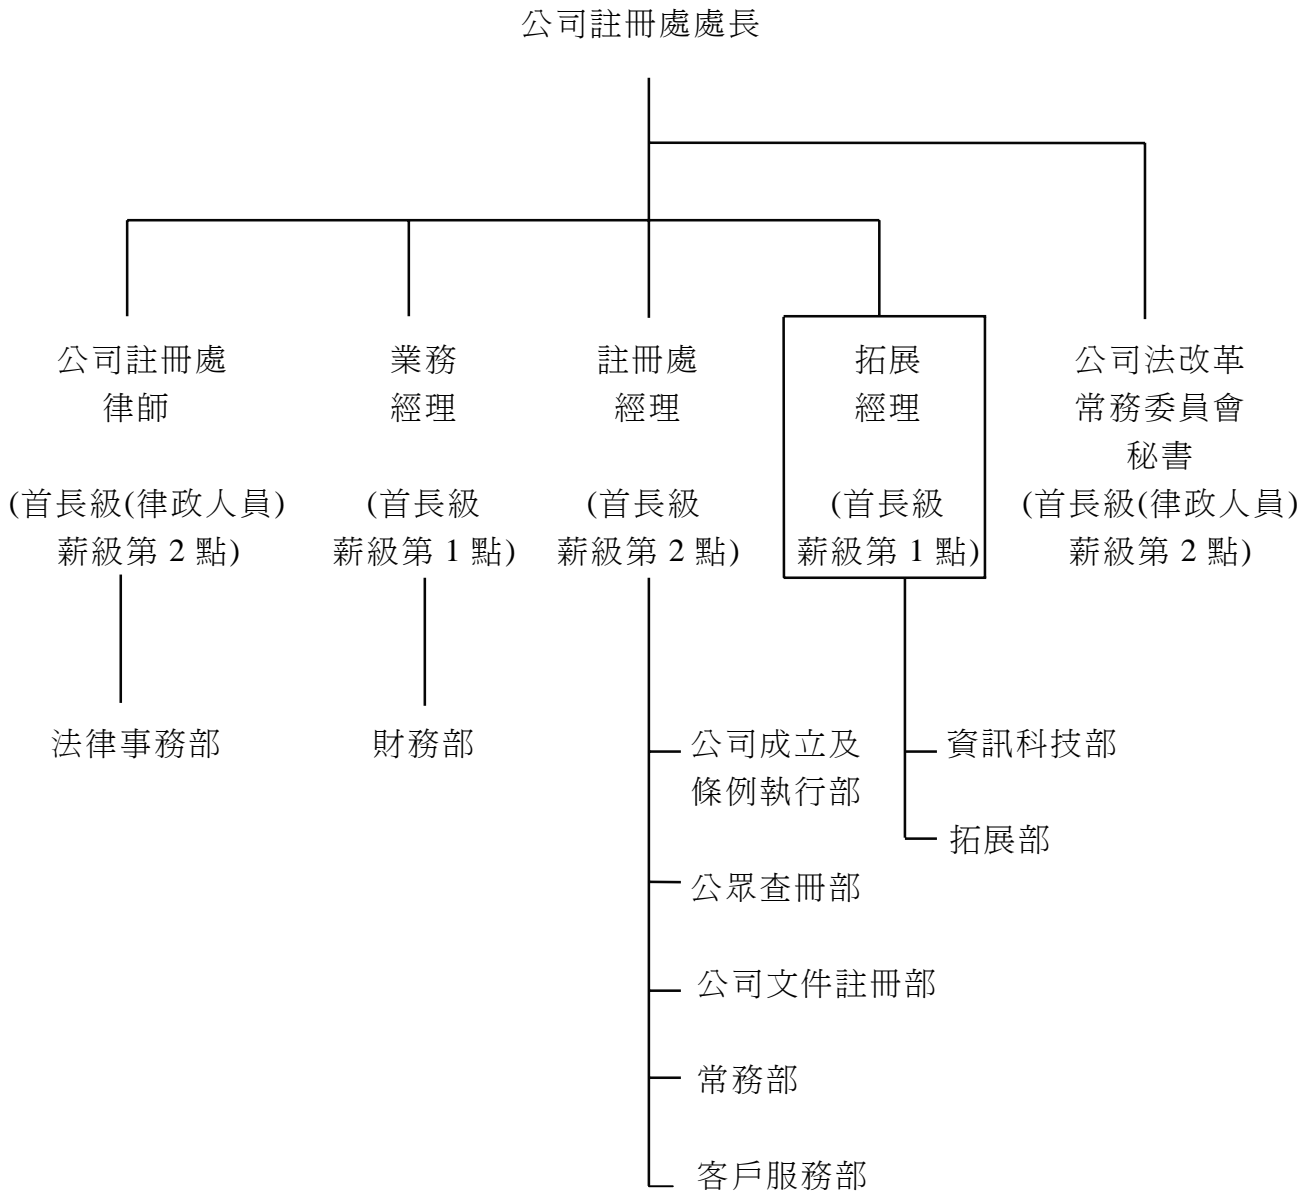 公司註冊處處長
公司註冊處
律師
(首長級(律政人員)
薪級第 2 點)
業務
經理
(首長級
薪級第 1 點)
註冊處
經理
(首長級
薪級第 2 點)
拓展
經理
(首長級
薪級第 1 點)
公司法改革
常務委員會
秘書
(首長級(律政人員)
薪級第 2 點)
法律事務部
財務部
公司成立及
條例執行部
公眾查冊部
公司文件註冊部
常務部
客戶服務部
資訊科技部
拓展部